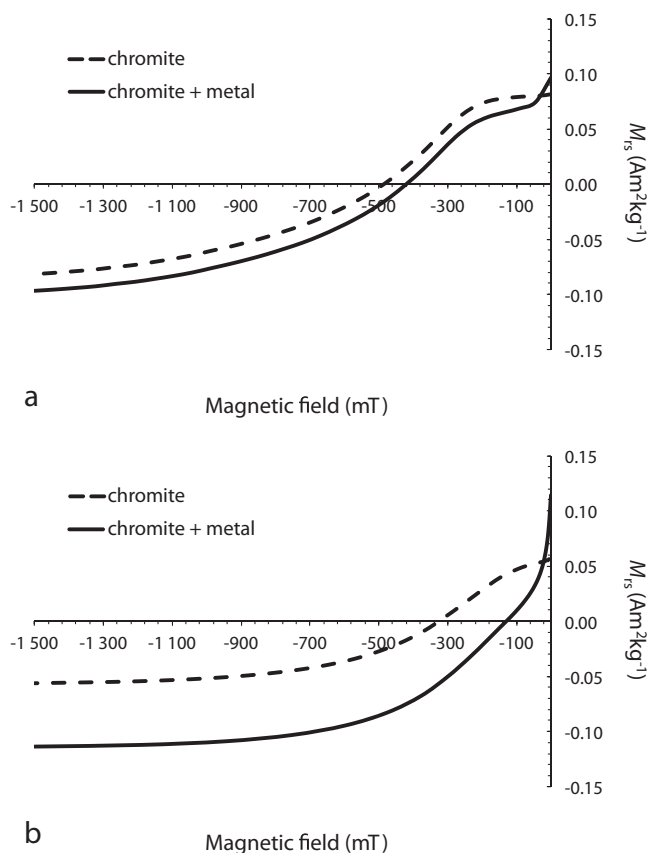 0.15
chromite
chromite + metal
0.10
0.05
0.00
-1 500 -1 300 -1 100 -900 -700 -500 -300 -100
-0.05
-0.10
-0.15
Mrs (Am²kg⁻¹)
a
Magnetic field (mT)
0.15
chromite
chromite + metal
0.10
0.05
0.00
-1 500 -1 300 -1 100 -900 -700 -500 -300 -100
-0.05
-0.10
-0.15
Mrs (Am²kg⁻¹)
b
Magnetic field (mT)